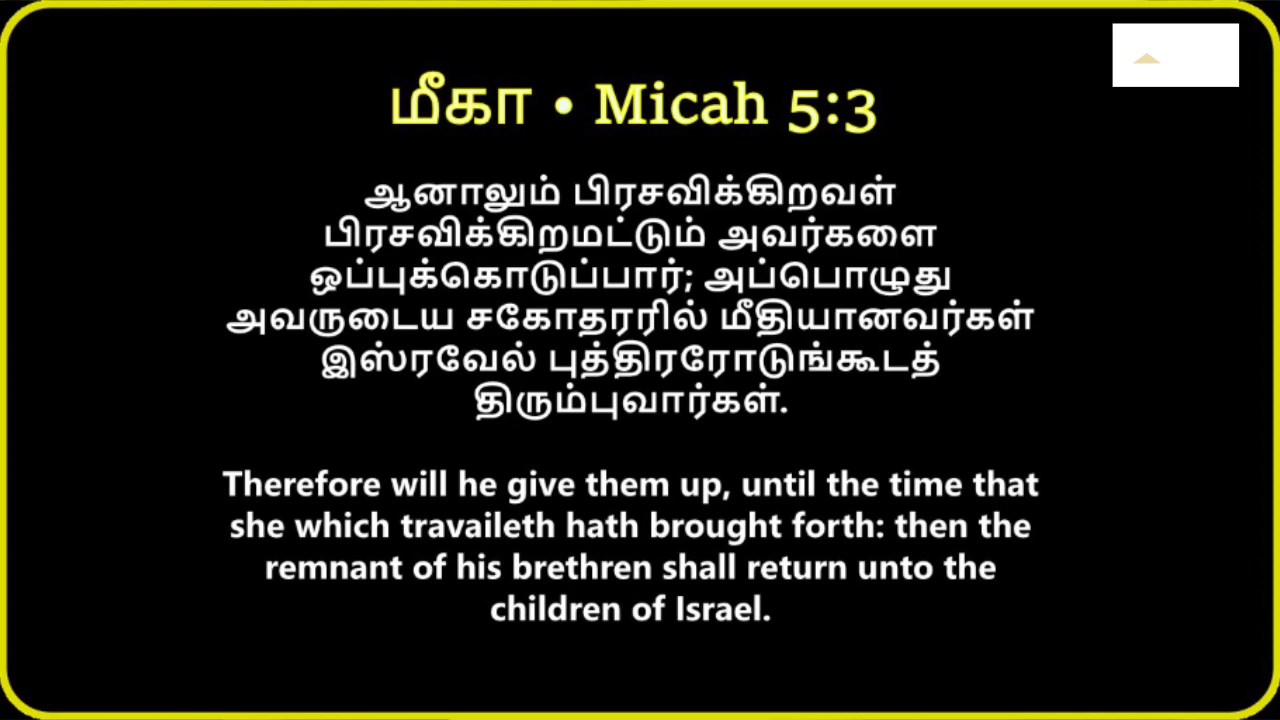 மீகா • Micah 5:3
ஆனாலும் பிரசவிக்கிறவள்
பிரசவிக்கிறமட்டும் அவர்களை
ஒப்புக்கொடுப்பார்; அப்பொழுது
அவருடைய சகோதரரில் மீதியானவர்கள்
இஸ்ரவேல் புத்திரரோடுங்கூடத்
திரும்புவார்கள்.
Therefore will he give them up, until the time that
she which travaileth hath brought forth: then the
remnant of his brethren shall return unto the
children of Israel.